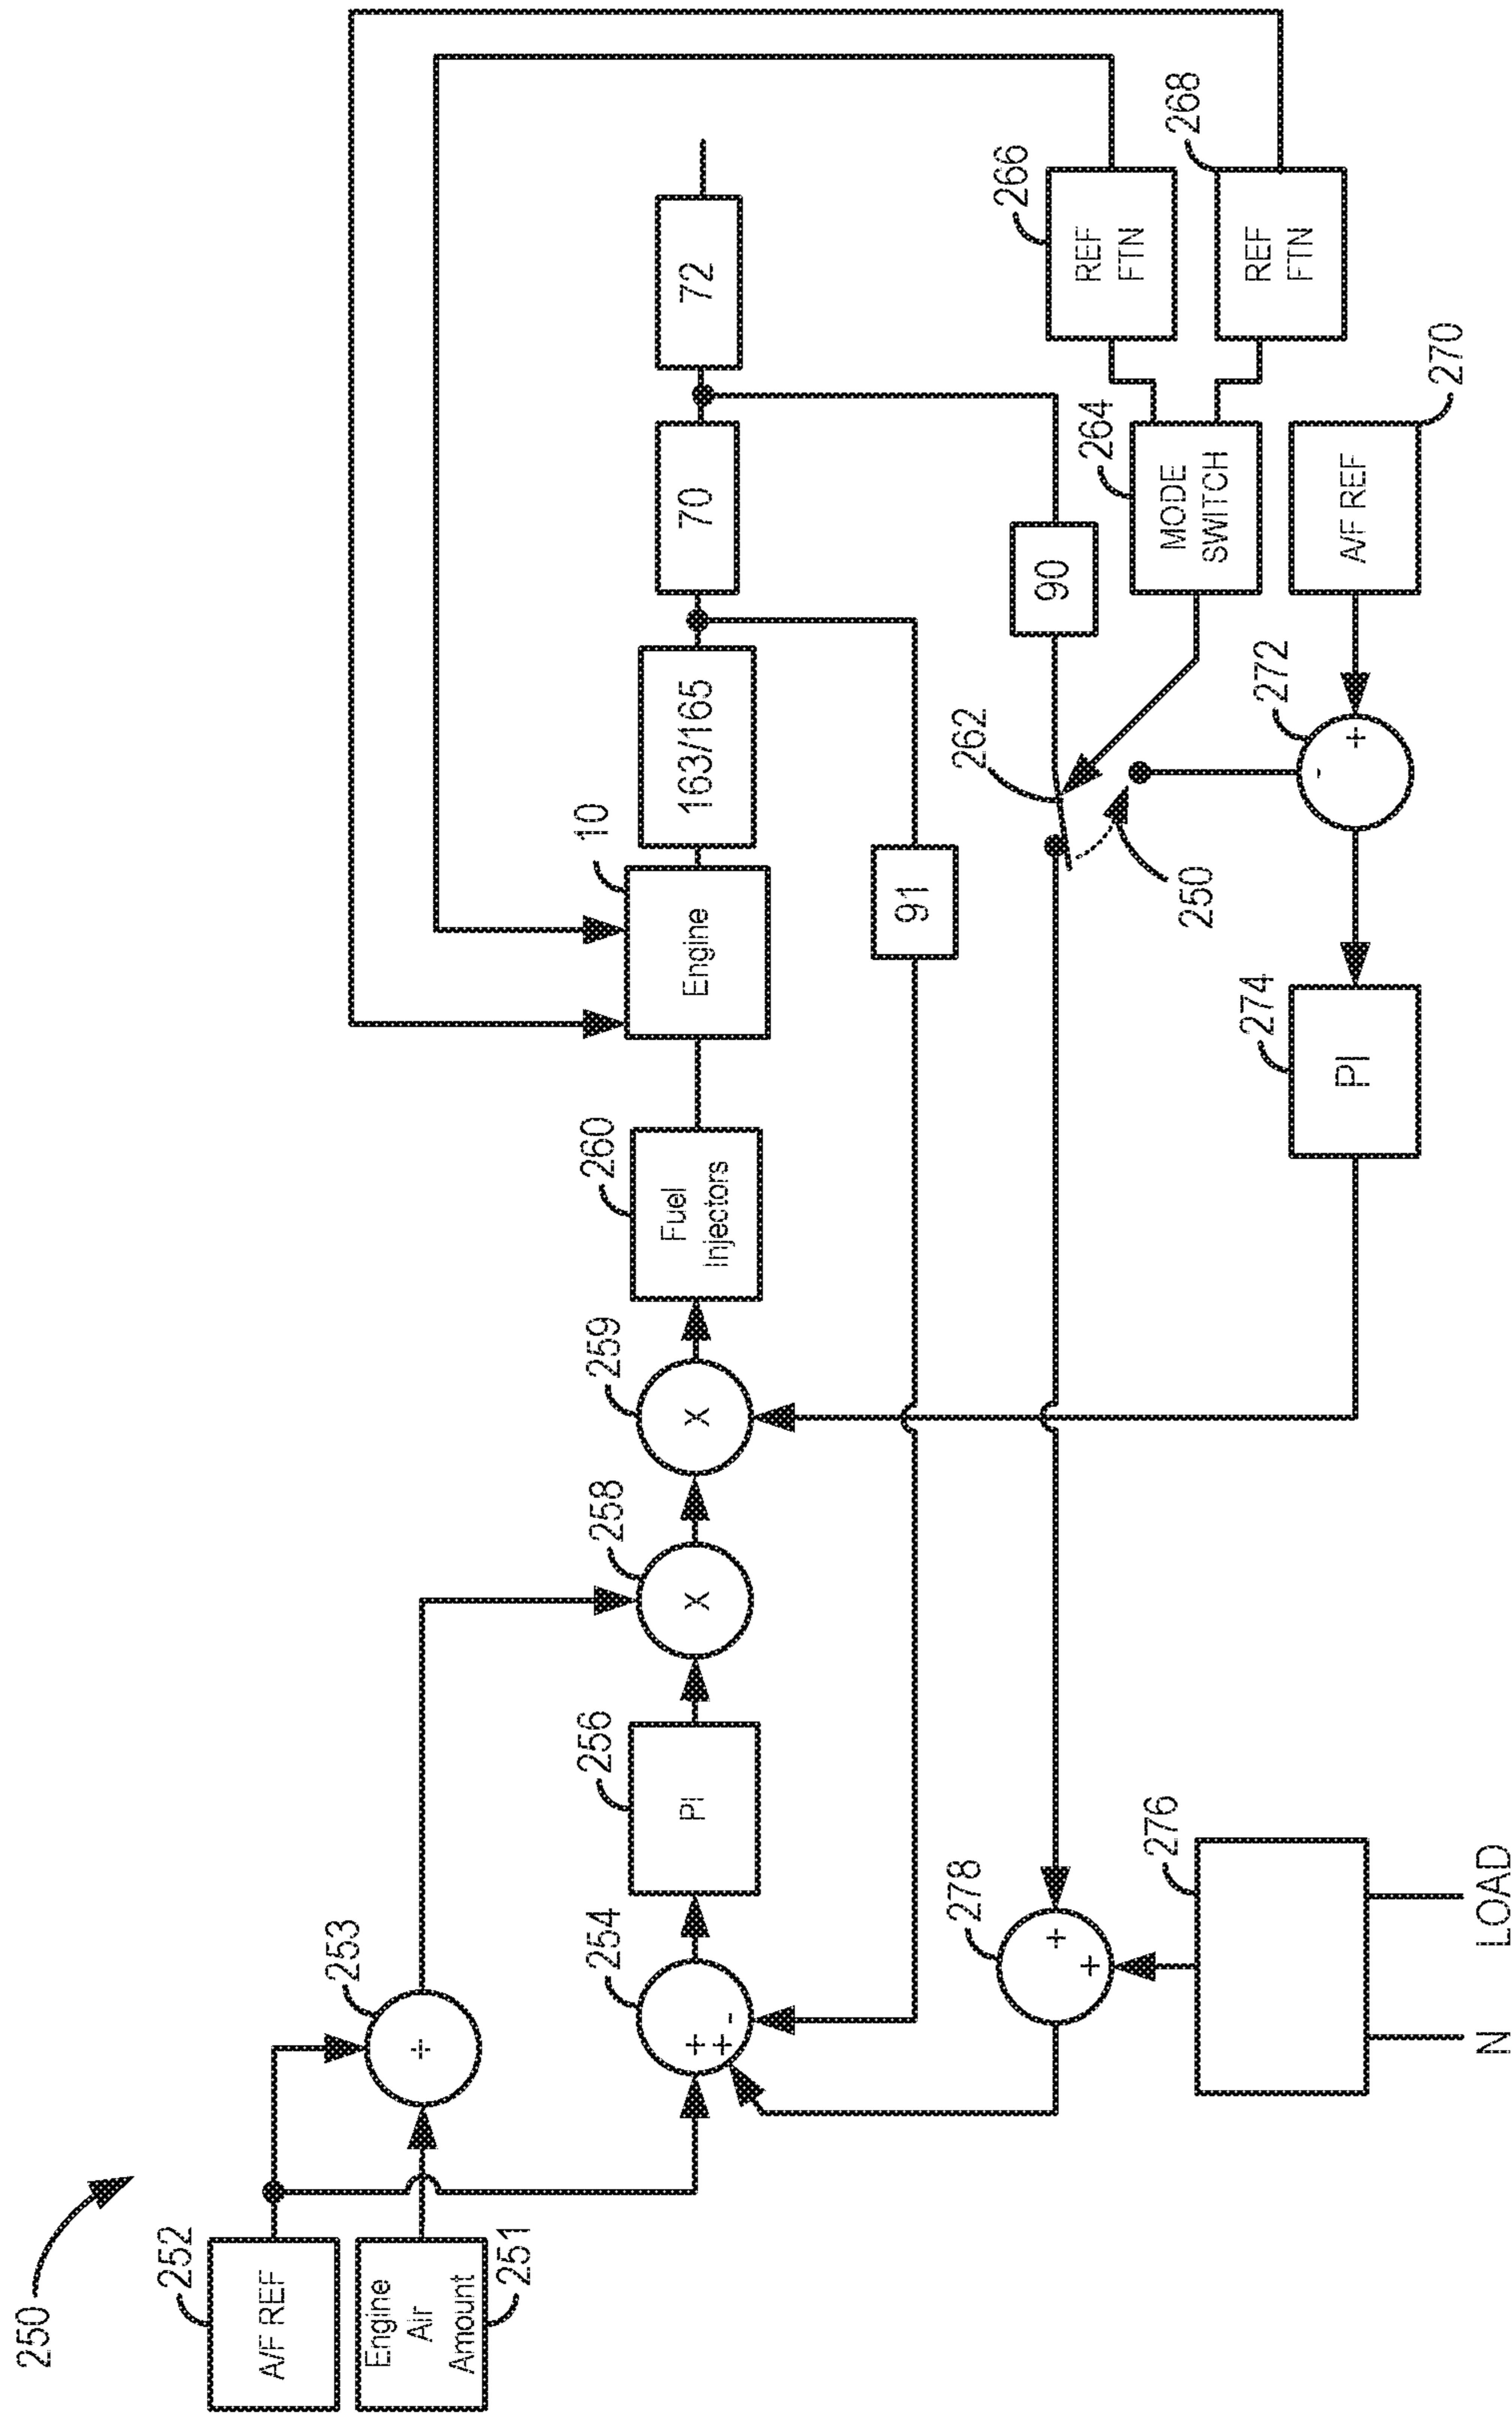 250
252
A/F REF
Engine
Air
Amount
251
253
÷
254
+
+
-
256
PI
258
X
259
X
260
Fuel
Injectors
10
Engine
163/165
70
72
91
90
262
250
264
MODE
SWITCH
266
REF
FTN
268
REF
FTN
270
A/F REF
272
+
-
274
PI
278
+
+
276
N
LOAD